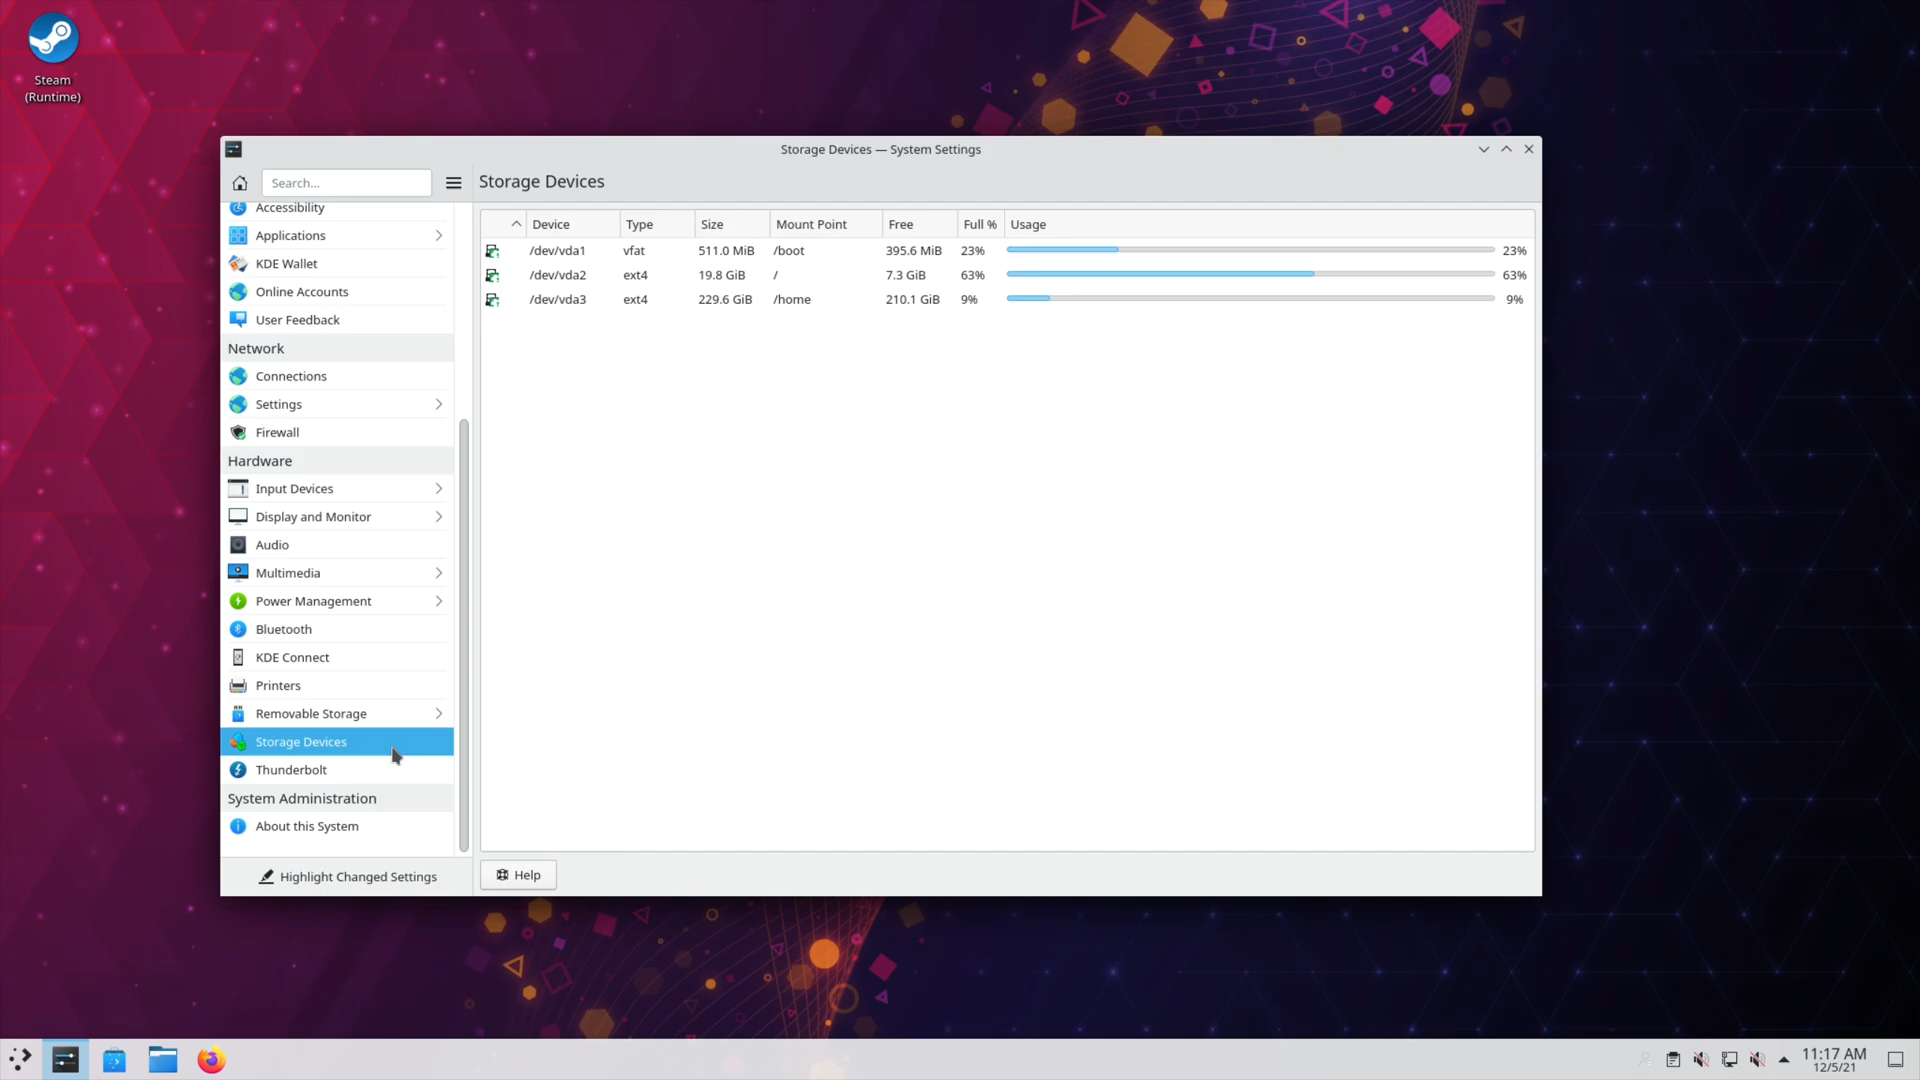 Steam
(Runtime)
Storage Devices — System Settings
Search...
Storage Devices
Accessibility
Applications
KDE Wallet
Online Accounts
User Feedback
Network
Connections
Settings
Firewall
Hardware
Input Devices
Display and Monitor
Audio
Multimedia
Power Management
Bluetooth
KDE Connect
Printers
Removable Storage
Storage Devices
Thunderbolt
System Administration
About this System
Highlight Changed Settings
Device Type Size Mount Point Free Full % Usage
/dev/vda1 vfat 511.0 MiB /boot 395.6 MiB 23% 23%
/dev/vda2 ext4 19.8 GiB / 7.3 GiB 63% 63%
/dev/vda3 ext4 229.6 GiB /home 210.1 GiB 9% 9%
Help
11:17 AM
12/5/21